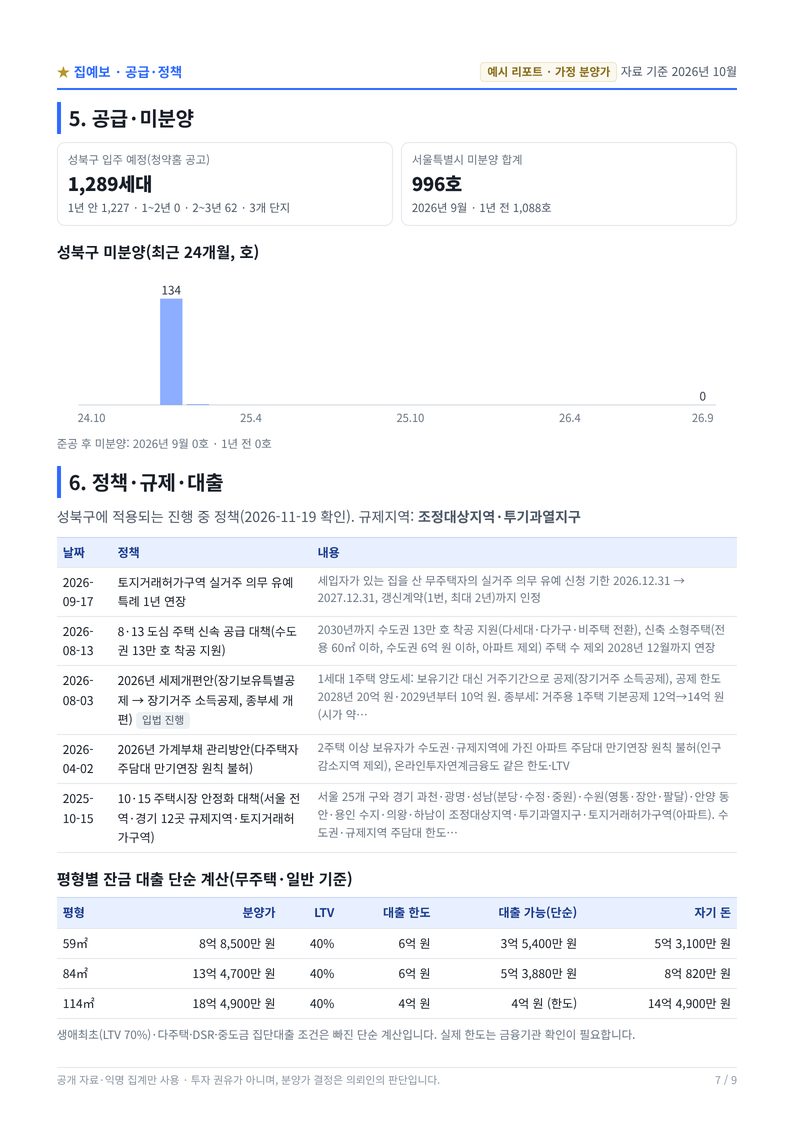 ★ 집예보 · 공급·정책
예시 리포트 · 가정 분양가 자료 기준 2026년 10월
5. 공급·미분양
성북구 입주 예정(청약홈 공고)
1,289세대
1년 안 1,227 · 1~2년 0 · 2~3년 62 · 3개 단지
서울특별시 미분양 합계
996호
2026년 9월 · 1년 전 1,088호
성북구 미분양(최근 24개월, 호)
134
0
24.10 25.4 25.10 26.4 26.9
준공 후 미분양: 2026년 9월 0호 · 1년 전 0호
6. 정책·규제·대출
성북구에 적용되는 진행 중 정책(2026-11-19 확인). 규제지역: 조정대상지역·투기과열지구
날짜 정책 내용
2026-
09-17
토지거래허가구역 실거주 의무 유예
특례 1년 연장
세입자가 있는 집을 산 무주택자의 실거주 의무 유예 신청 기한 2026.12.31 →
2027.12.31, 갱신계약(1번, 최대 2년)까지 인정
2026-
08-13
8·13 도심 주택 신속 공급 대책(수도
권 13만 호 착공 지원)
2030년까지 수도권 13만 호 착공 지원(다세대·다가구·비주택 전환), 신축 소형주택(전
용 60㎡ 이하, 수도권 6억 원 이하, 아파트 제외) 주택 수 제외 2028년 12월까지 연장
2026-
08-03
2026년 세제개편안(장기보유특별공
제 → 장기거주 소득공제, 종부세 개
편) 입법 진행
1세대 1주택 양도세: 보유기간 대신 거주기간으로 공제(장기거주 소득공제), 공제 한도
2028년 20억 원·2029년부터 10억 원. 종부세: 거주용 1주택 기본공제 12억→14억 원
(시가 약…
2026-
04-02
2026년 가계부채 관리방안(다주택자
주담대 만기연장 원칙 불허)
2주택 이상 보유자가 수도권·규제지역에 가진 아파트 주담대 만기연장 원칙 불허(인구
감소지역 제외), 온라인투자연계금융도 같은 한도·LTV
2025-
10-15
10·15 주택시장 안정화 대책(서울 전
역·경기 12곳 규제지역·토지거래허
가구역)
서울 25개 구와 경기 과천·광명·성남(분당·수정·중원)·수원(영통·장안·팔달)·안양 동
안·용인 수지·의왕·하남이 조정대상지역·투기과열지구·토지거래허가구역(아파트). 수
도권·규제지역 주담대 한도…
평형별 잔금 대출 단순 계산(무주택·일반 기준)
평형 분양가 LTV 대출 한도 대출 가능(단순) 자기 돈
59㎡ 8억 8,500만 원 40% 6억 원 3억 5,400만 원 5억 3,100만 원
84㎡ 13억 4,700만 원 40% 6억 원 5억 3,880만 원 8억 820만 원
114㎡ 18억 4,900만 원 40% 4억 원 4억 원 (한도) 14억 4,900만 원
생애최초(LTV 70%)·다주택·DSR·중도금 집단대출 조건은 빠진 단순 계산입니다. 실제 한도는 금융기관 확인이 필요합니다.
공개 자료·익명 집계만 사용 · 투자 권유가 아니며, 분양가 결정은 의뢰인의 판단입니다.
7 / 9